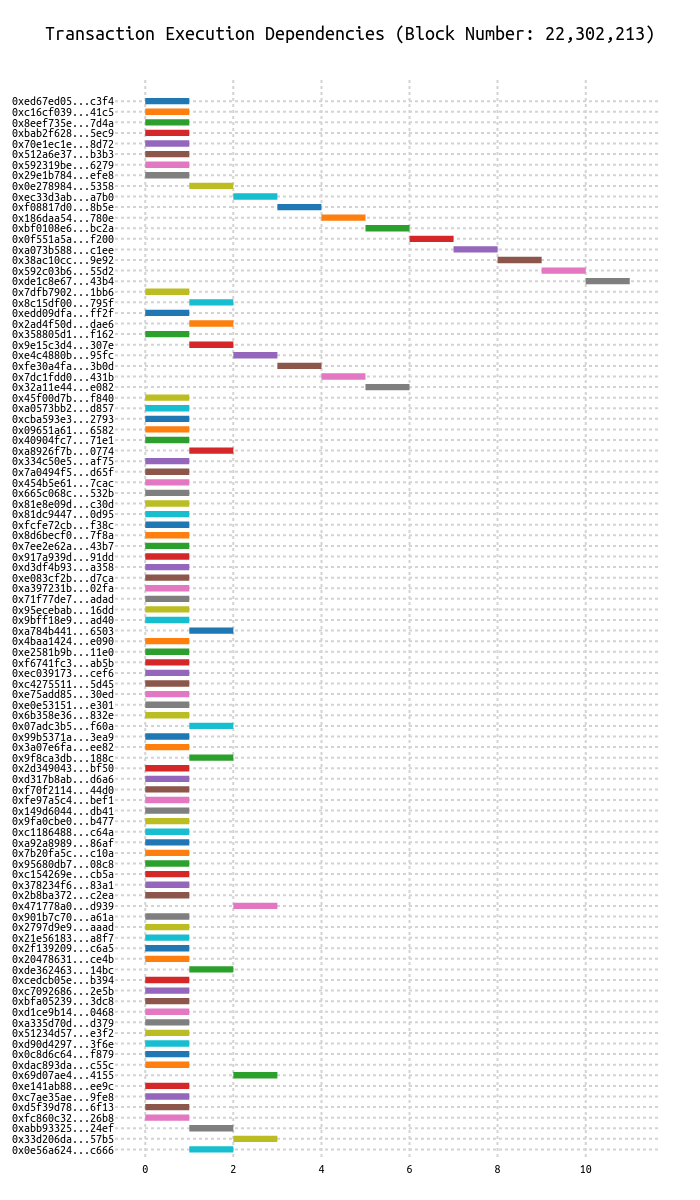 Transaction Execution Dependencies (Block Number: 22,302,213)
0xed67ed05...c3f4
0xc16cf039...41c5
0x8eef735e...7d4a
0xbab2f628...5ec9
0x70e1ec1e...8d72
0x512a6e37...b3b3
0x592319be...6279
0x29e1b784...efe8
0x0e278984...5358
0xec33d3ab...a7b0
0xf08817d0...8b5e
0x186daa54...780e
0xbf0108e6...bc2a
0x0f551a5a...f200
0xa073b588...c1ee
0x38ac10cc...9e92
0x592c03b6...55d2
0xde1c8e67...43b4
0x7dfb7902...1bb6
0x8c15df00...795f
0xedd09dfa...ff2f
0x2ad4f50d...dae6
0x358805d1...f162
0x9e15c3d4...307e
0xe4c4880b...95fc
0xfe30a4fa...3b0d
0x7dc1fdd0...431b
0x32a11e44...e082
0x45f00d7b...f840
0xa0573bb2...d857
0xcba593e3...2793
0x09651a61...6582
0x40904fc7...71e1
0xa8926f7b...0774
0x334c50e5...af75
0x7a0494f5...d65f
0x454b5e61...7cac
0x665c068c...532b
0x81e8e09d...c30d
0x81dc9447...0d95
0xfcfe72cb...f38c
0x8d6becf0...7f8a
0x7ee2e62a...43b7
0x917a939d...91dd
0xd3df4b93...a358
0xe083cf2b...d7ca
0xa397231b...02fa
0x71f77de7...adad
0x95ecebab...16dd
0x9bff18e9...ad40
0xa784b441...6503
0x4baa1424...e090
0xe2581b9b...11e0
0xf6741fc3...ab5b
0xec039173...cef6
0xc4275511...5d45
0xe75add85...30ed
0xe0e53151...e301
0x6b358e36...832e
0x07adc3b5...f60a
0x99b5371a...3ea9
0x3a07e6fa...ee82
0x9f8ca3db...188c
0x2d349043...bf50
0xd317b8ab...d6a6
0xf70f2114...44d0
0xfe97a5c4...bef1
0x149d6044...db41
0x9fa0cbe0...b477
0xc1186488...c64a
0xa92a8989...86af
0x7b20fa5c...c10a
0x95680db7...08c8
0xc154269e...cb5a
0x378234f6...83a1
0x2b8ba372...c2ea
0x471778a0...d939
0x901b7c70...a61a
0x2797d9e9...aaad
0x21e56183...a8f7
0x2f139209...c6a5
0x20478631...ce4b
0xde362463...14bc
0xcedcb05e...b394
0xc7092686...2e5b
0xbfa05239...3dc8
0xd1ce9b14...0468
0xa335d70d...d379
0x51234d57...e3f2
0xd90d4297...3f6e
0x0c8d6c64...f879
0xdac893da...c55c
0x69d07ae4...4155
0xe141ab88...ee9c
0xc7ae35ae...9fe8
0xd5f39d78...6f13
0xfc860c32...26b8
0xabb93325...24ef
0x33d206da...57b5
0x0e56a624...c666
0 2 4 6 8 10